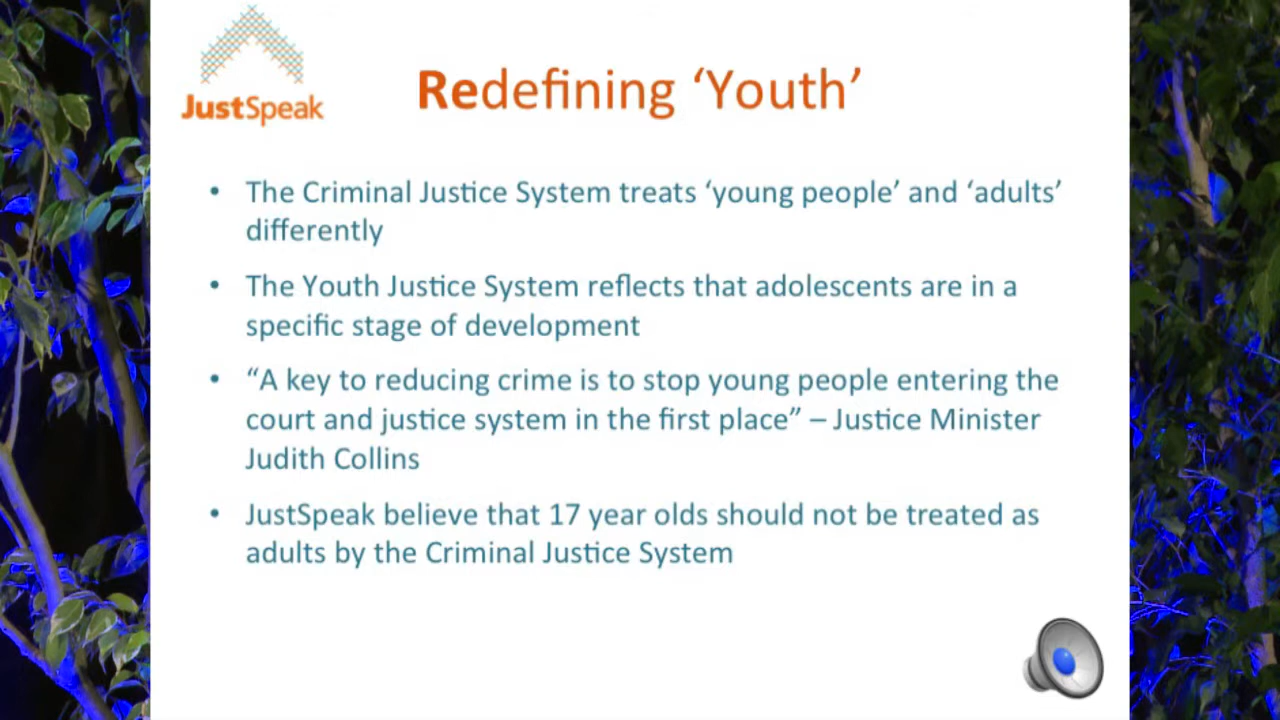 JustSpeak
Redefining ‘Youth’
• The Criminal Justice System treats ‘young people’ and ‘adults’
differently
• The Youth Justice System reflects that adolescents are in a
specific stage of development
• “A key to reducing crime is to stop young people entering the
court and justice system in the first place” – Justice Minister
Judith Collins
• JustSpeak believe that 17 year olds should not be treated as
adults by the Criminal Justice System